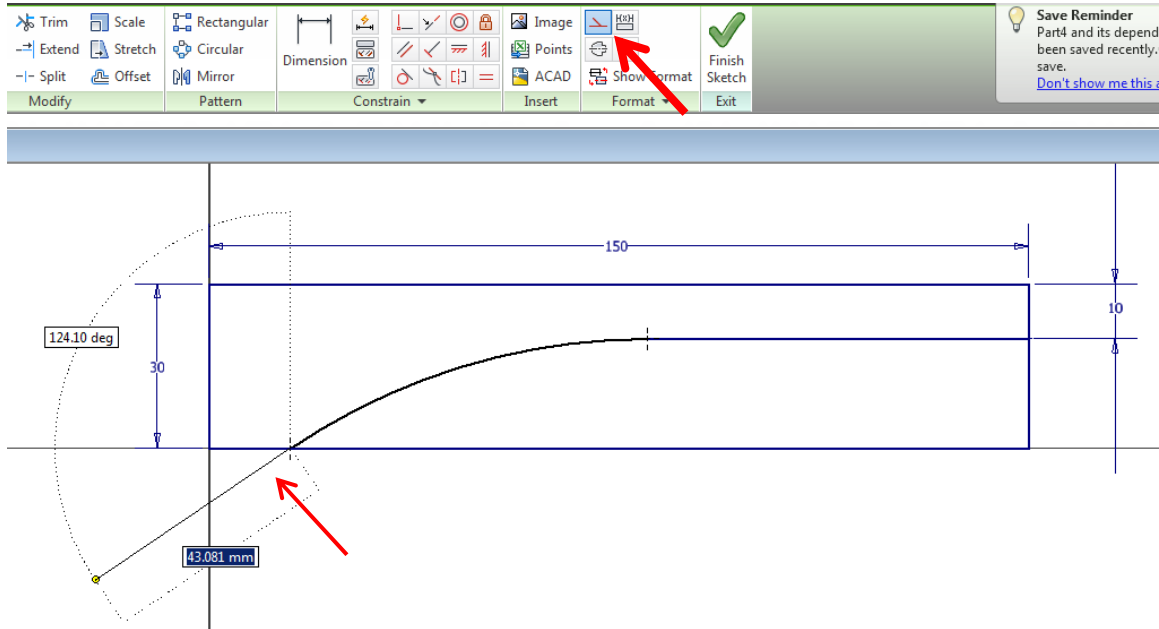 Trim Scale Rectangular Image Save Reminder
Part4 and its depend
Extend Stretch Circular Dimension Points Finish been saved recently.
save.
Split Offset Mirror ACAD Show Format Sketch Don't show me this a
Modify Pattern Constrain Insert Format Exit
150
10
124.10 deg
30
43.081 mm